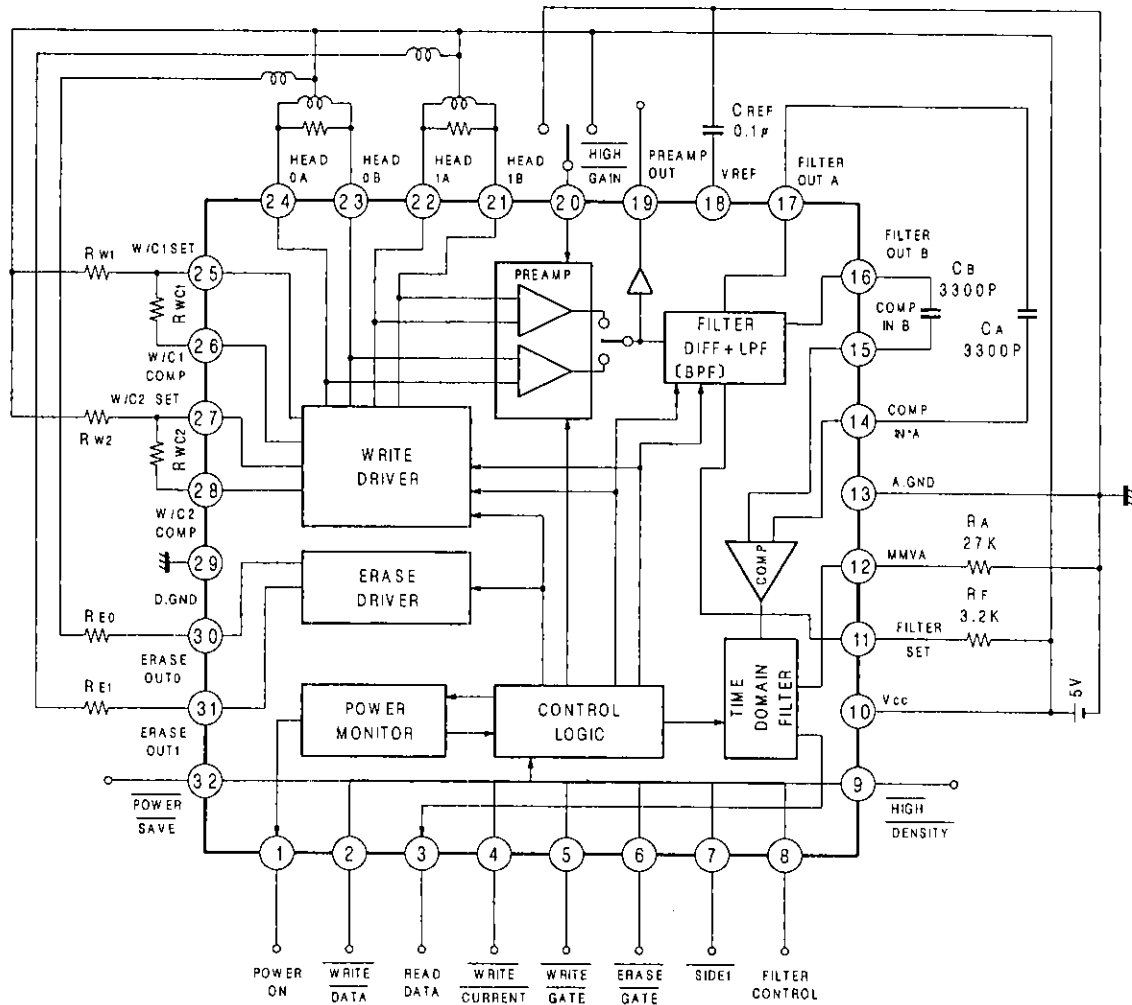 CREF
0.1µ
HEAD
0A
HEAD
0B
HEAD
1A
HEAD
1B
HIGH
GAIN
PREAMP
OUT
VREF
FILTER
OUT A
24
23
22
21
20
19
18
17
RW1
W/C1SET
25
RWC1
26
W/C1
COMP
W/C2 SET
27
RW2
RWC2
28
W/C2
COMP
29
D.GND
RE0
30
ERASE
OUT0
RE1
31
ERASE
OUT1
32
POWER
SAVE
PREAMP
FILTER
DIFF+LPF
(BPF)
WRITE
DRIVER
ERASE
DRIVER
POWER
MONITOR
CONTROL
LOGIC
COMP
TIME
DOMAIN
FILTER
FILTER
OUT B
16
CB
3300P
COMP
IN B
15
CA
3300P
14
COMP
IN•A
13
A.GND
RA
27K
12
MMVA
RF
3.2K
11
FILTER
SET
10
Vcc
5V
9
HIGH
DENSITY
1
2
3
4
5
6
7
8
POWER
ON
WRITE
DATA
READ
DATA
WRITE
CURRENT
WRITE
GATE
ERASE
GATE
SIDE1
FILTER
CONTROL